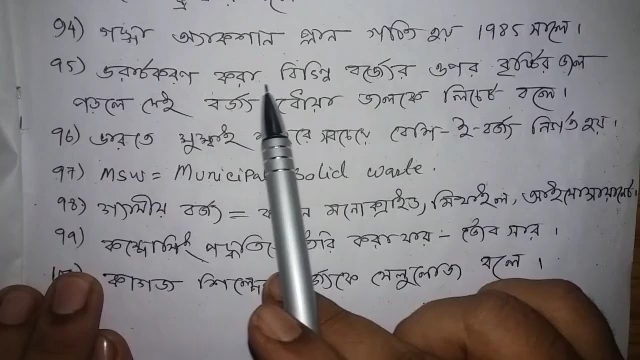 94) গঙ্গা অ্যাকশান প্ল্যান গঠিত হয় 1985 সালে।
95) ভরাটকরণ করা বিভিন্ন বর্জ্যের ওপর বৃষ্টির জল
পড়লে সেই বর্জ্য ধোয়া জলকে লিচেট বলে।
96) ভারতে মুম্বাই সবচেয়ে বেশি ই-বর্জ্য নির্গত হয়।
97) MSW = Municipal Solid waste.
98) গ্যাসীয় বর্জ্য = মনোক্সাইড, মিথাইল, আইসোসায়ানেট।
99) কম্পোস্টিং পদ্ধতিতে তৈরি করা যায় - জৈব সার।
কাগজ শিল্পের বর্জ্যকে সেলুলোজ বলে।